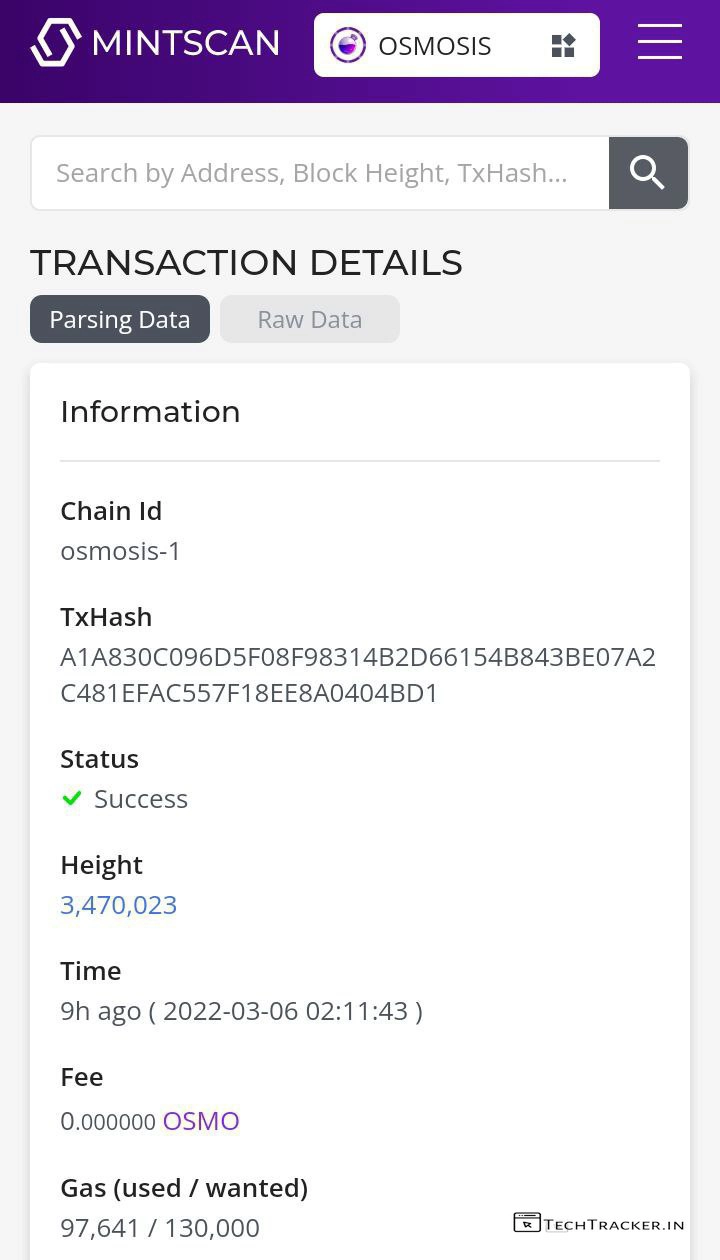 MINTSCAN
OSMOSIS
Search by Address, Block Height, TxHash...
TRANSACTION DETAILS
Parsing Data
Raw Data
Information
Chain Id
osmosis-1
TxHash
A1A830C096D5F08F98314B2D66154B843BE07A2
C481EFAC557F18EE8A0404BD1
Status
Success
Height
3,470,023
Time
9h ago ( 2022-03-06 02:11:43 )
Fee
0.000000 OSMO
Gas (used / wanted)
97,641 / 130,000
TECHTRACKER.IN